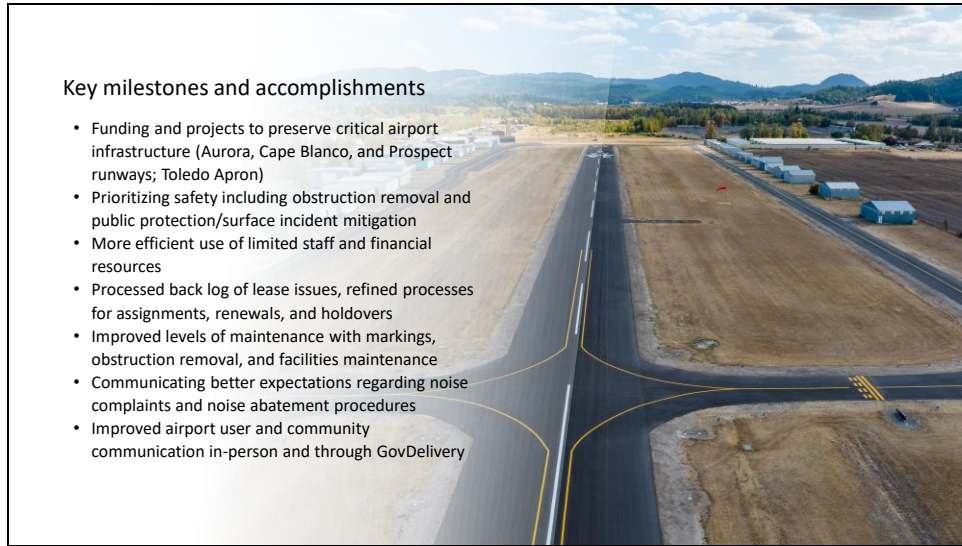 Key milestones and accomplishments
• Funding and projects to preserve critical airport
infrastructure (Aurora, Cape Blanco, and Prospect
runways; Toledo Apron)
• Prioritizing safety including obstruction removal and
public protection/surface incident mitigation
• More efficient use of limited staff and financial
resources
• Processed back log of lease issues, refined processes
for assignments, renewals, and holdovers
• Improved levels of maintenance with markings,
obstruction removal, and facilities maintenance
• Communicating better expectations regarding noise
complaints and noise abatement procedures
• Improved airport user and community
communication in-person and through GovDelivery